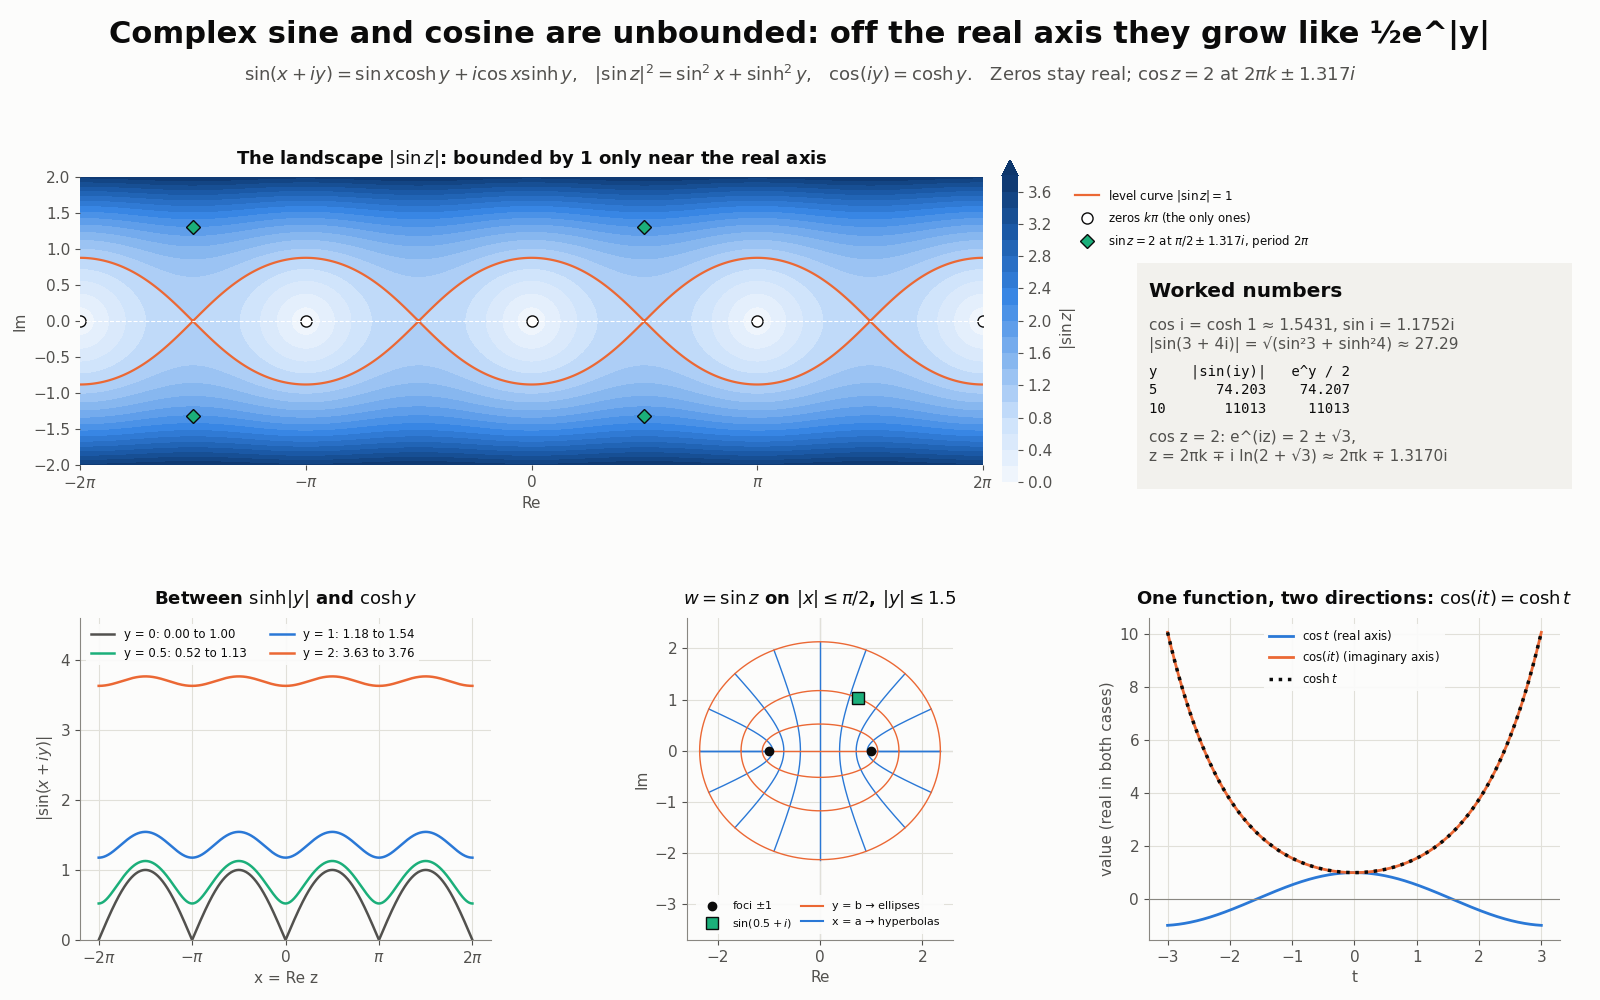 Complex sine and cosine are unbounded: off the real axis they grow like ½e^|y|
sin(x + iy) = sin x cosh y + i cos x sinh y,   |sin z|² = sin² x + sinh² y,   cos(iy) = cosh y.   Zeros stay real; cos z = 2 at 2πk ± 1.317i
The landscape |sin z|: bounded by 1 only near the real axis
2.0
1.5
1.0
0.5
0.0
−0.5
−1.0
−1.5
−2.0
Im
−2π
−π
0
π
2π
Re
3.6
3.2
2.8
2.4
2.0
1.6
1.2
0.8
0.4
0.0
|sin z|
level curve |sin z| = 1
zeros kπ (the only ones)
sin z = 2 at π/2 ± 1.317i, period 2π
Worked numbers
cos i = cosh 1 ≈ 1.5431, sin i = 1.1752i
|sin(3 + 4i)| = √(sin²3 + sinh²4) ≈ 27.29
y    |sin(iy)|   e^y / 2
5       74.203    74.207
10       11013     11013
cos z = 2: e^(iz) = 2 ± √3,
z = 2πk ∓ i ln(2 + √3) ≈ 2πk ∓ 1.3170i
Between sinh|y| and cosh y
y = 0: 0.00 to 1.00
y = 0.5: 0.52 to 1.13
y = 1: 1.18 to 1.54
y = 2: 3.63 to 3.76
4
3
2
1
0
|sin(x + iy)|
−2π
−π
0
π
2π
x = Re z
w = sin z on |x| ≤ π/2, |y| ≤ 1.5
2
1
0
−1
−2
−3
Im
foci ±1
sin(0.5 + i)
y = b → ellipses
x = a → hyperbolas
−2
0
2
Re
One function, two directions: cos(it) = cosh t
cos t (real axis)
cos(it) (imaginary axis)
cosh t
10
8
6
4
2
0
value (real in both cases)
−3
−2
−1
0
1
2
3
t